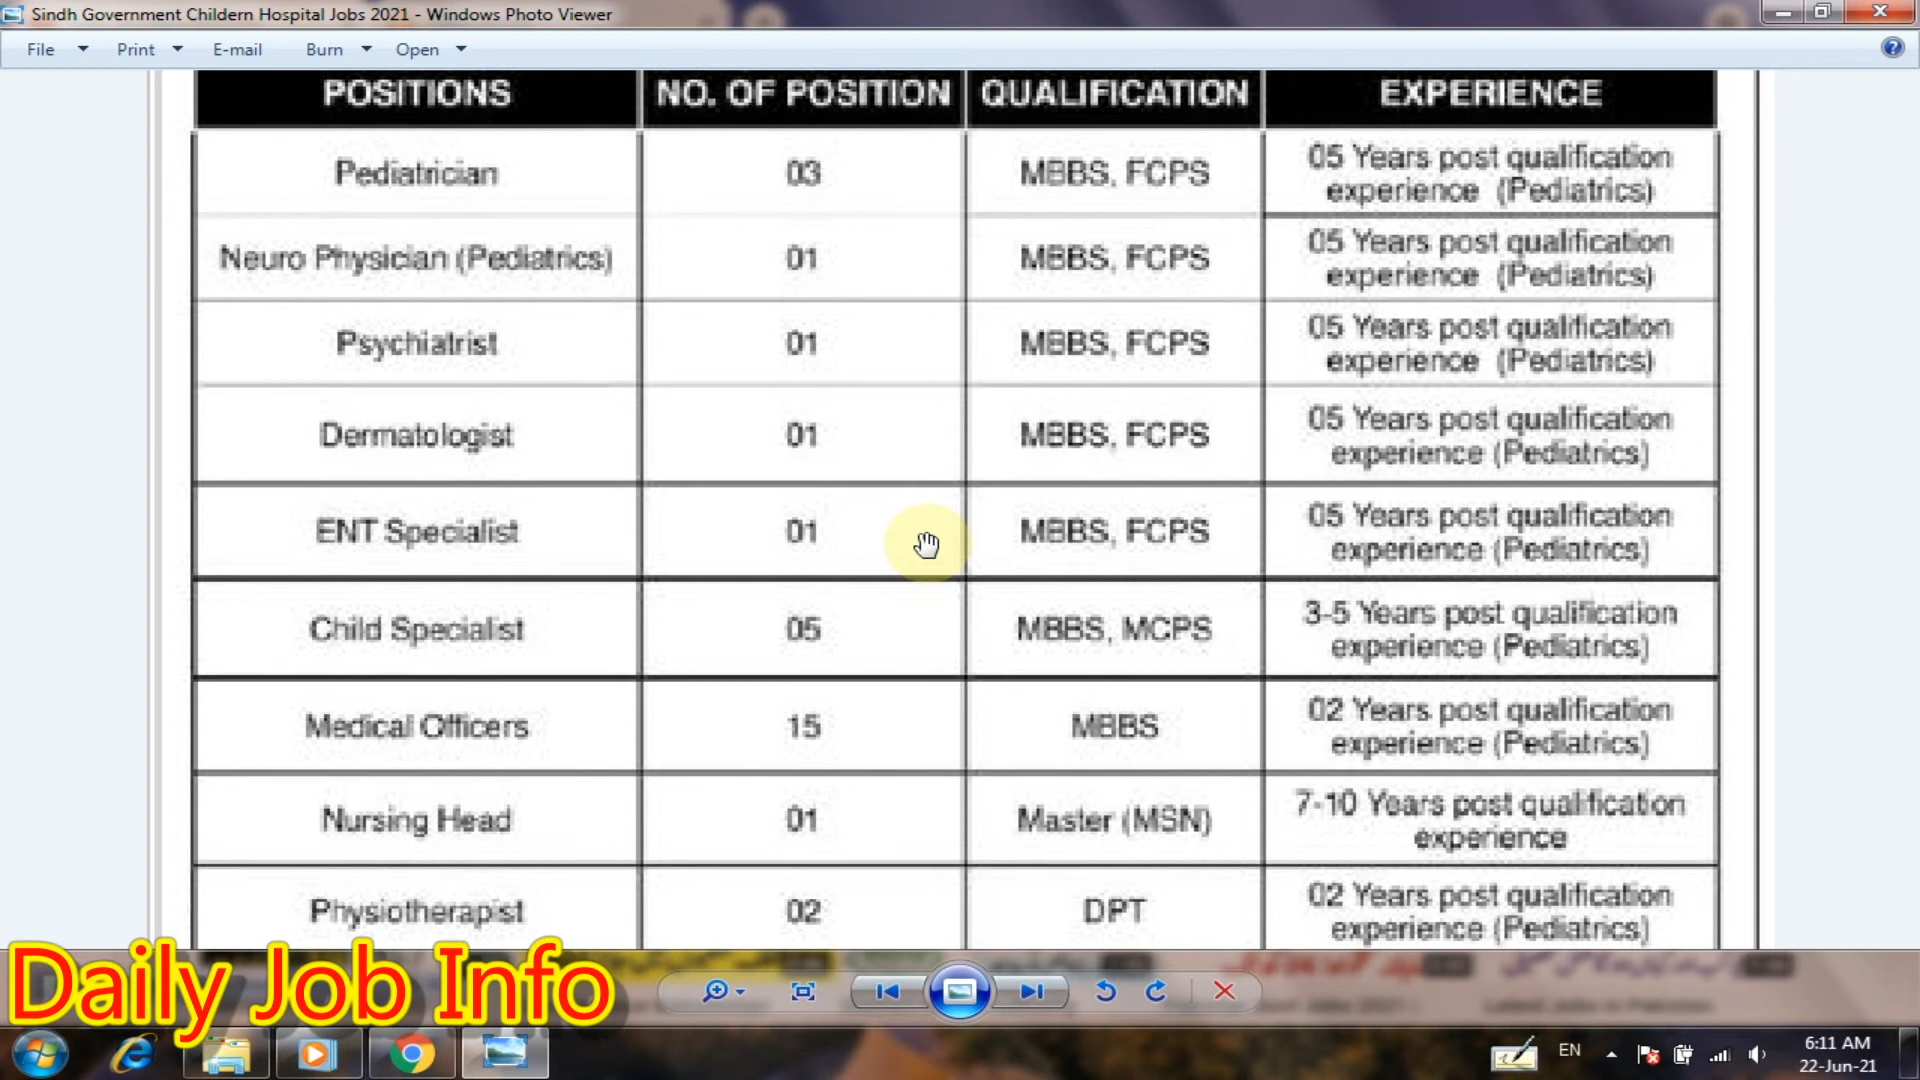 Sindh Government Childern Hospital Jobs 2021 - Windows Photo Viewer
File Print E-mail Burn Open
POSITIONS NO. OF POSITION QUALIFICATION EXPERIENCE
Pediatrician 03 MBBS, FCPS 05 Years post qualification
experience (Pediatrics)
Neuro Physician (Pediatrics) 01 MBBS, FCPS 05 Years post qualification
experience (Pediatrics)
Psychiatrist 01 MBBS, FCPS 05 Years post qualification
experience (Pediatrics)
Dermatologist 01 MBBS, FCPS 05 Years post qualification
experience (Pediatrics)
ENT Specialist 01 MBBS, FCPS 05 Years post qualification
experience (Pediatrics)
Child Specialist 05 MBBS, MCPS 3-5 Years post qualification
experience (Pediatrics)
Medical Officers 15 MBBS 02 Years post qualification
experience (Pediatrics)
Nursing Head 01 Master (MSN) 7-10 Years post qualification
experience
Physiotherapist 02 DPT 02 Years post qualification
experience (Pediatrics)
Daily Job Info
EN
6:11 AM
22-Jun-21